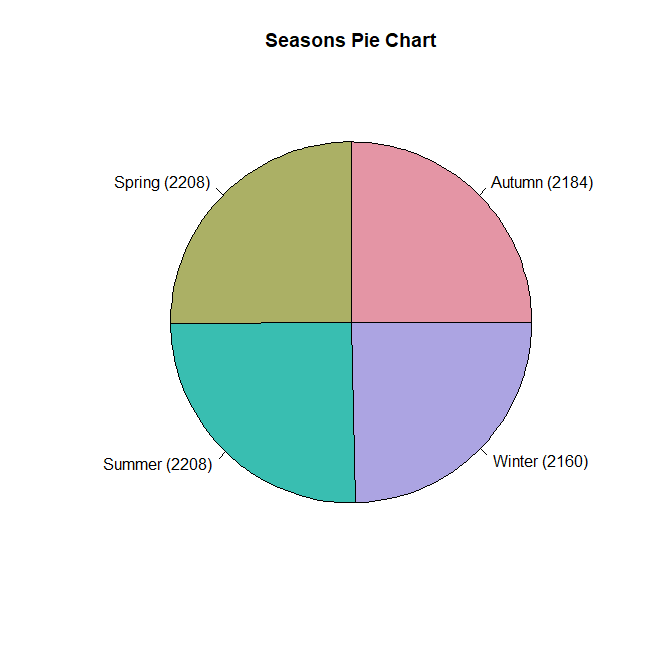 Seasons Pie Chart
Spring (2208)
Autumn (2184)
Summer (2208)
Winter (2160)